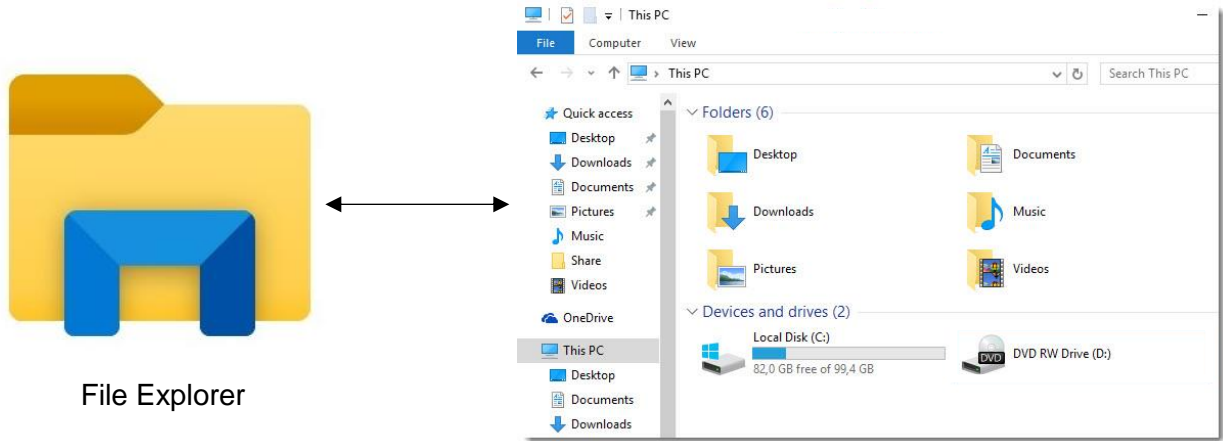 This PC
File Computer View
This PC
Search This PC
Quick access
Desktop
Downloads
Documents
Pictures
Music
Share
Videos
OneDrive
This PC
Desktop
Documents
Downloads
Folders (6)
Desktop
Documents
Downloads
Music
Pictures
Videos
Devices and drives (2)
Local Disk (C:)
82,0 GB free of 99,4 GB
DVD
DVD RW Drive (D:)
File Explorer